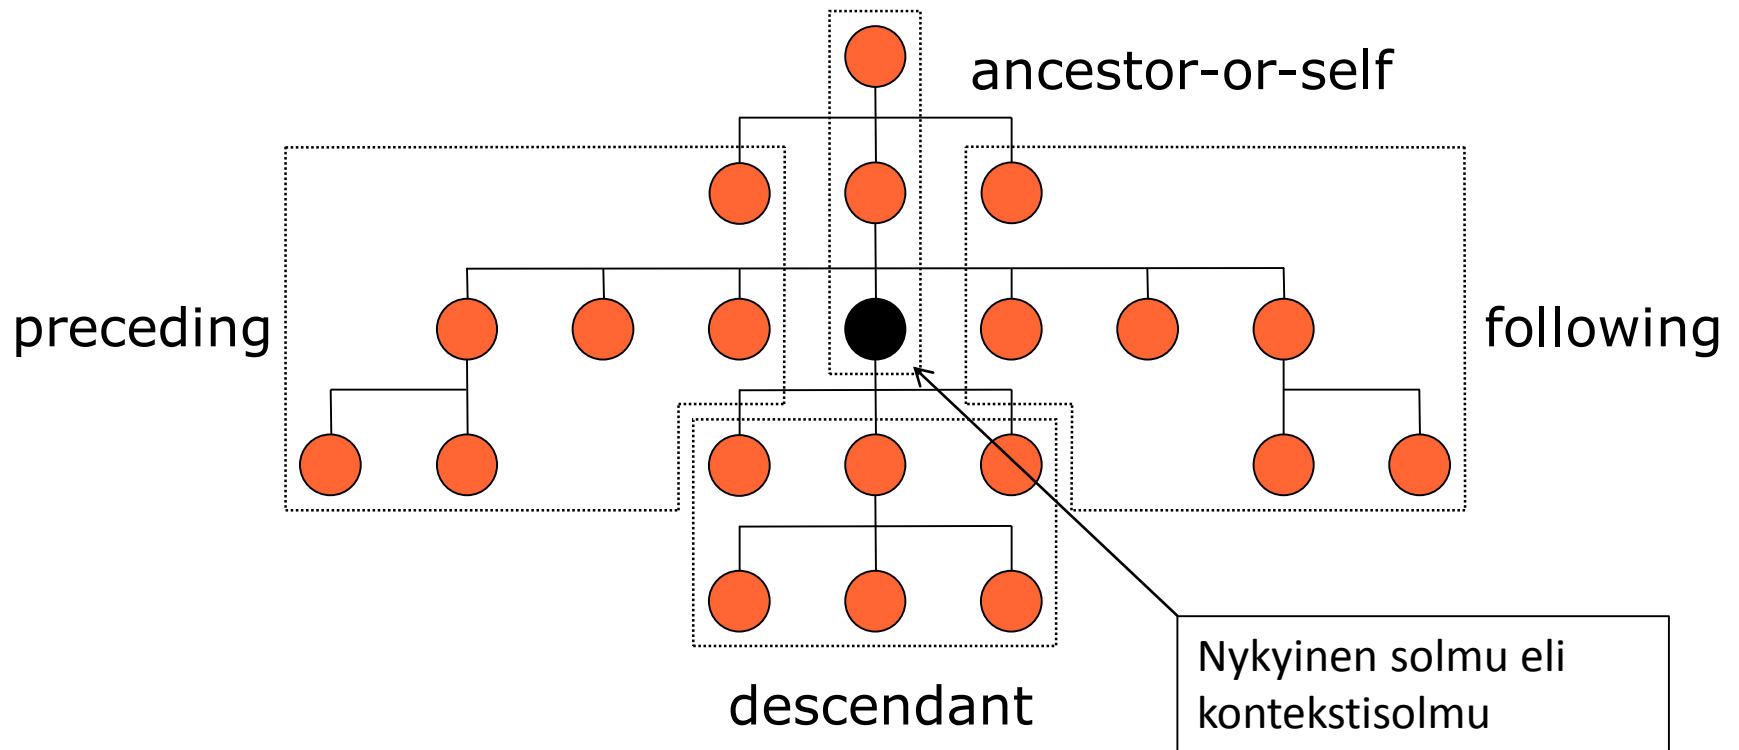 ancestor-or-self
preceding
following
descendant
Nykyinen solmu eli
kontekstisolmu